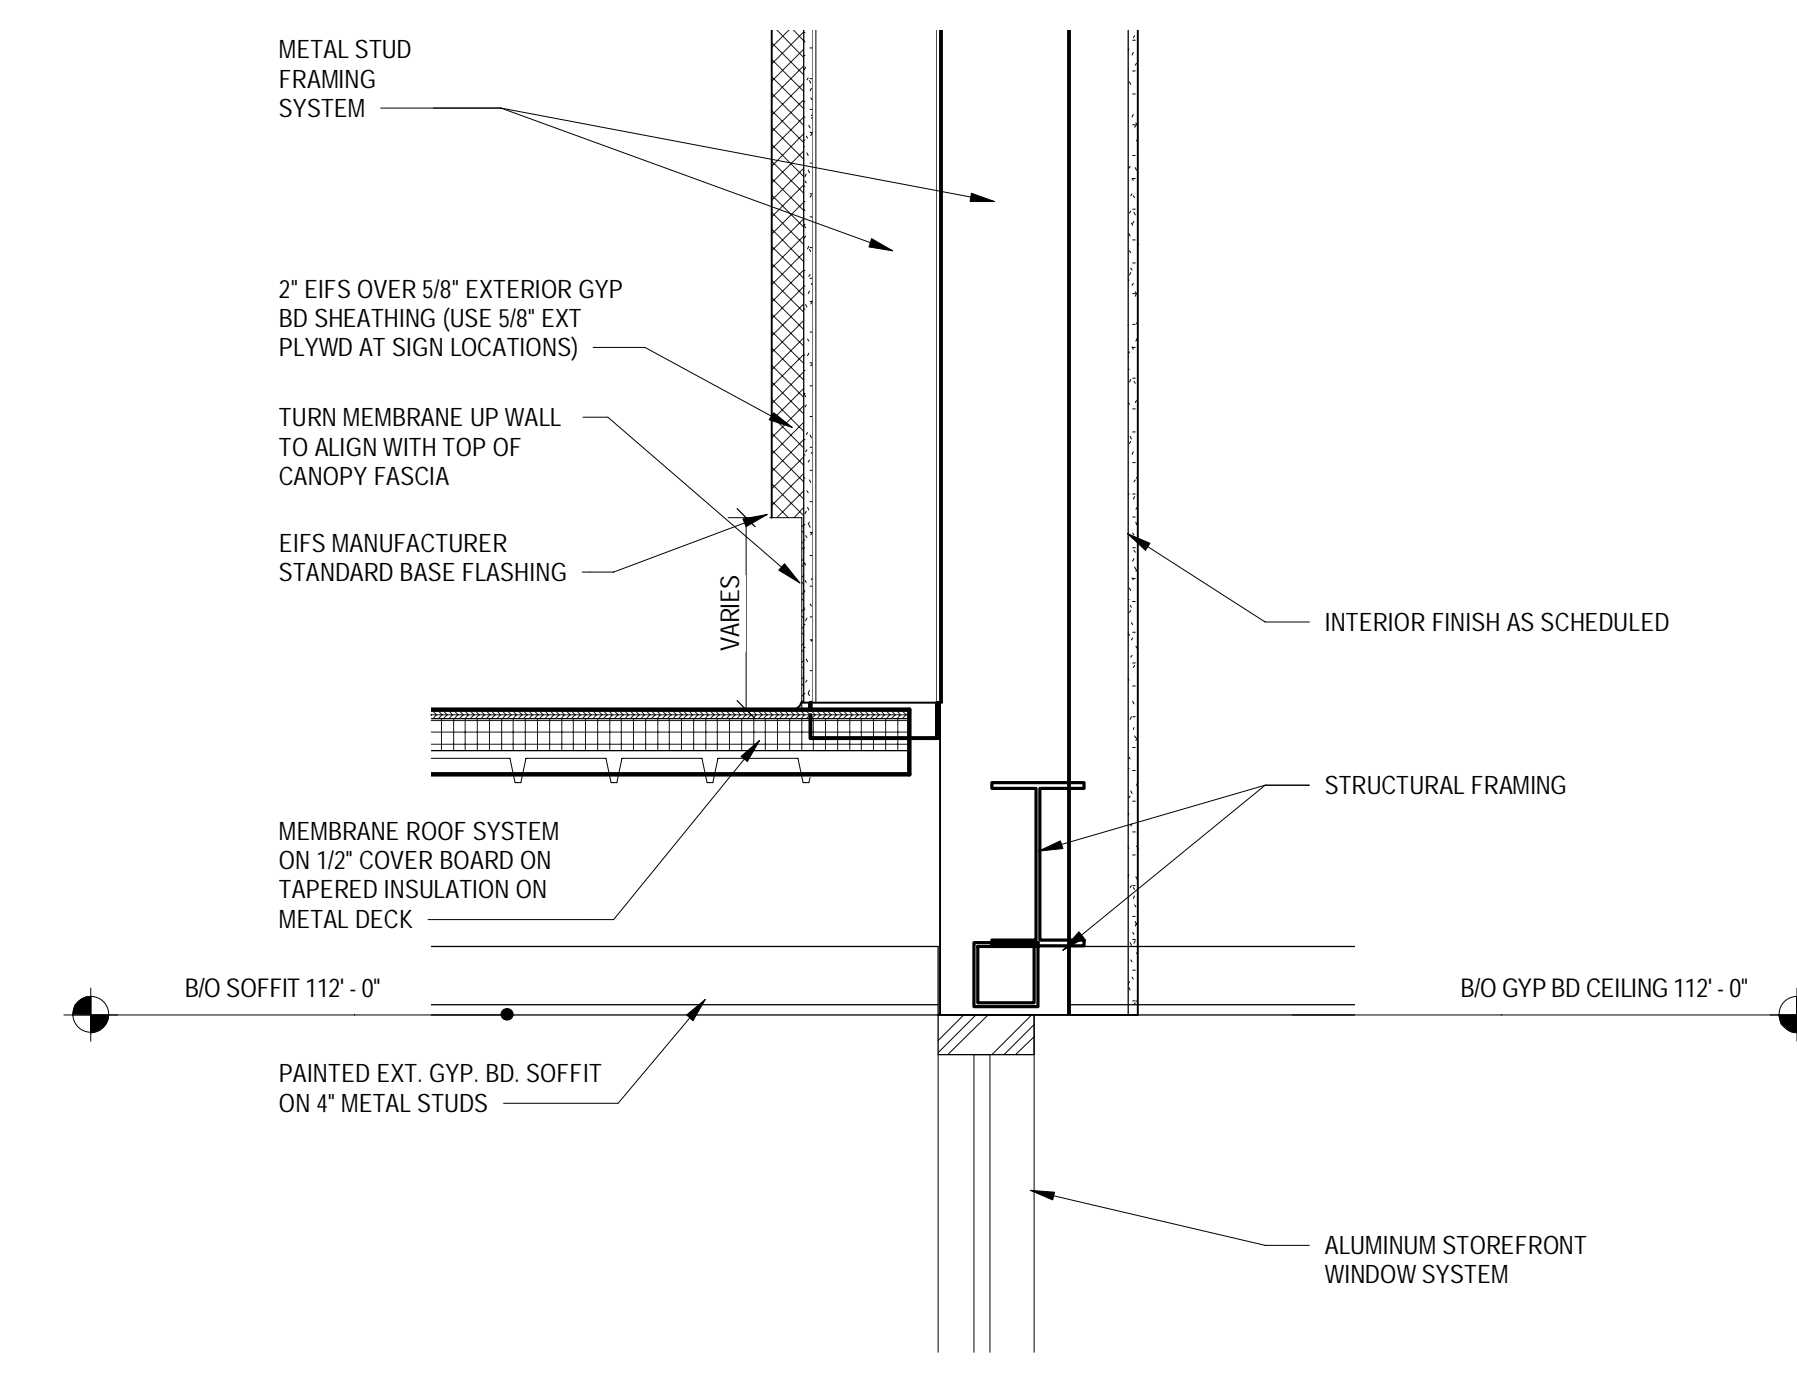 METAL STUD
FRAMING
SYSTEM
2" EIFS OVER 5/8" EXTERIOR GYP
BD SHEATHING (USE 5/8" EXT
PLYWD AT SIGN LOCATIONS)
TURN MEMBRANE UP WALL
TO ALIGN WITH TOP OF
CANOPY FASCIA
EIFS MANUFACTURER
STANDARD BASE FLASHING
VARIES
INTERIOR FINISH AS SCHEDULED
STRUCTURAL FRAMING
MEMBRANE ROOF SYSTEM
ON 1/2" COVER BOARD ON
TAPERED INSULATION ON
METAL DECK
B/O SOFFIT 112' - 0"
B/O GYP BD CEILING 112' - 0"
PAINTED EXT. GYP. BD. SOFFIT
ON 4" METAL STUDS
ALUMINUM STOREFRONT
WINDOW SYSTEM